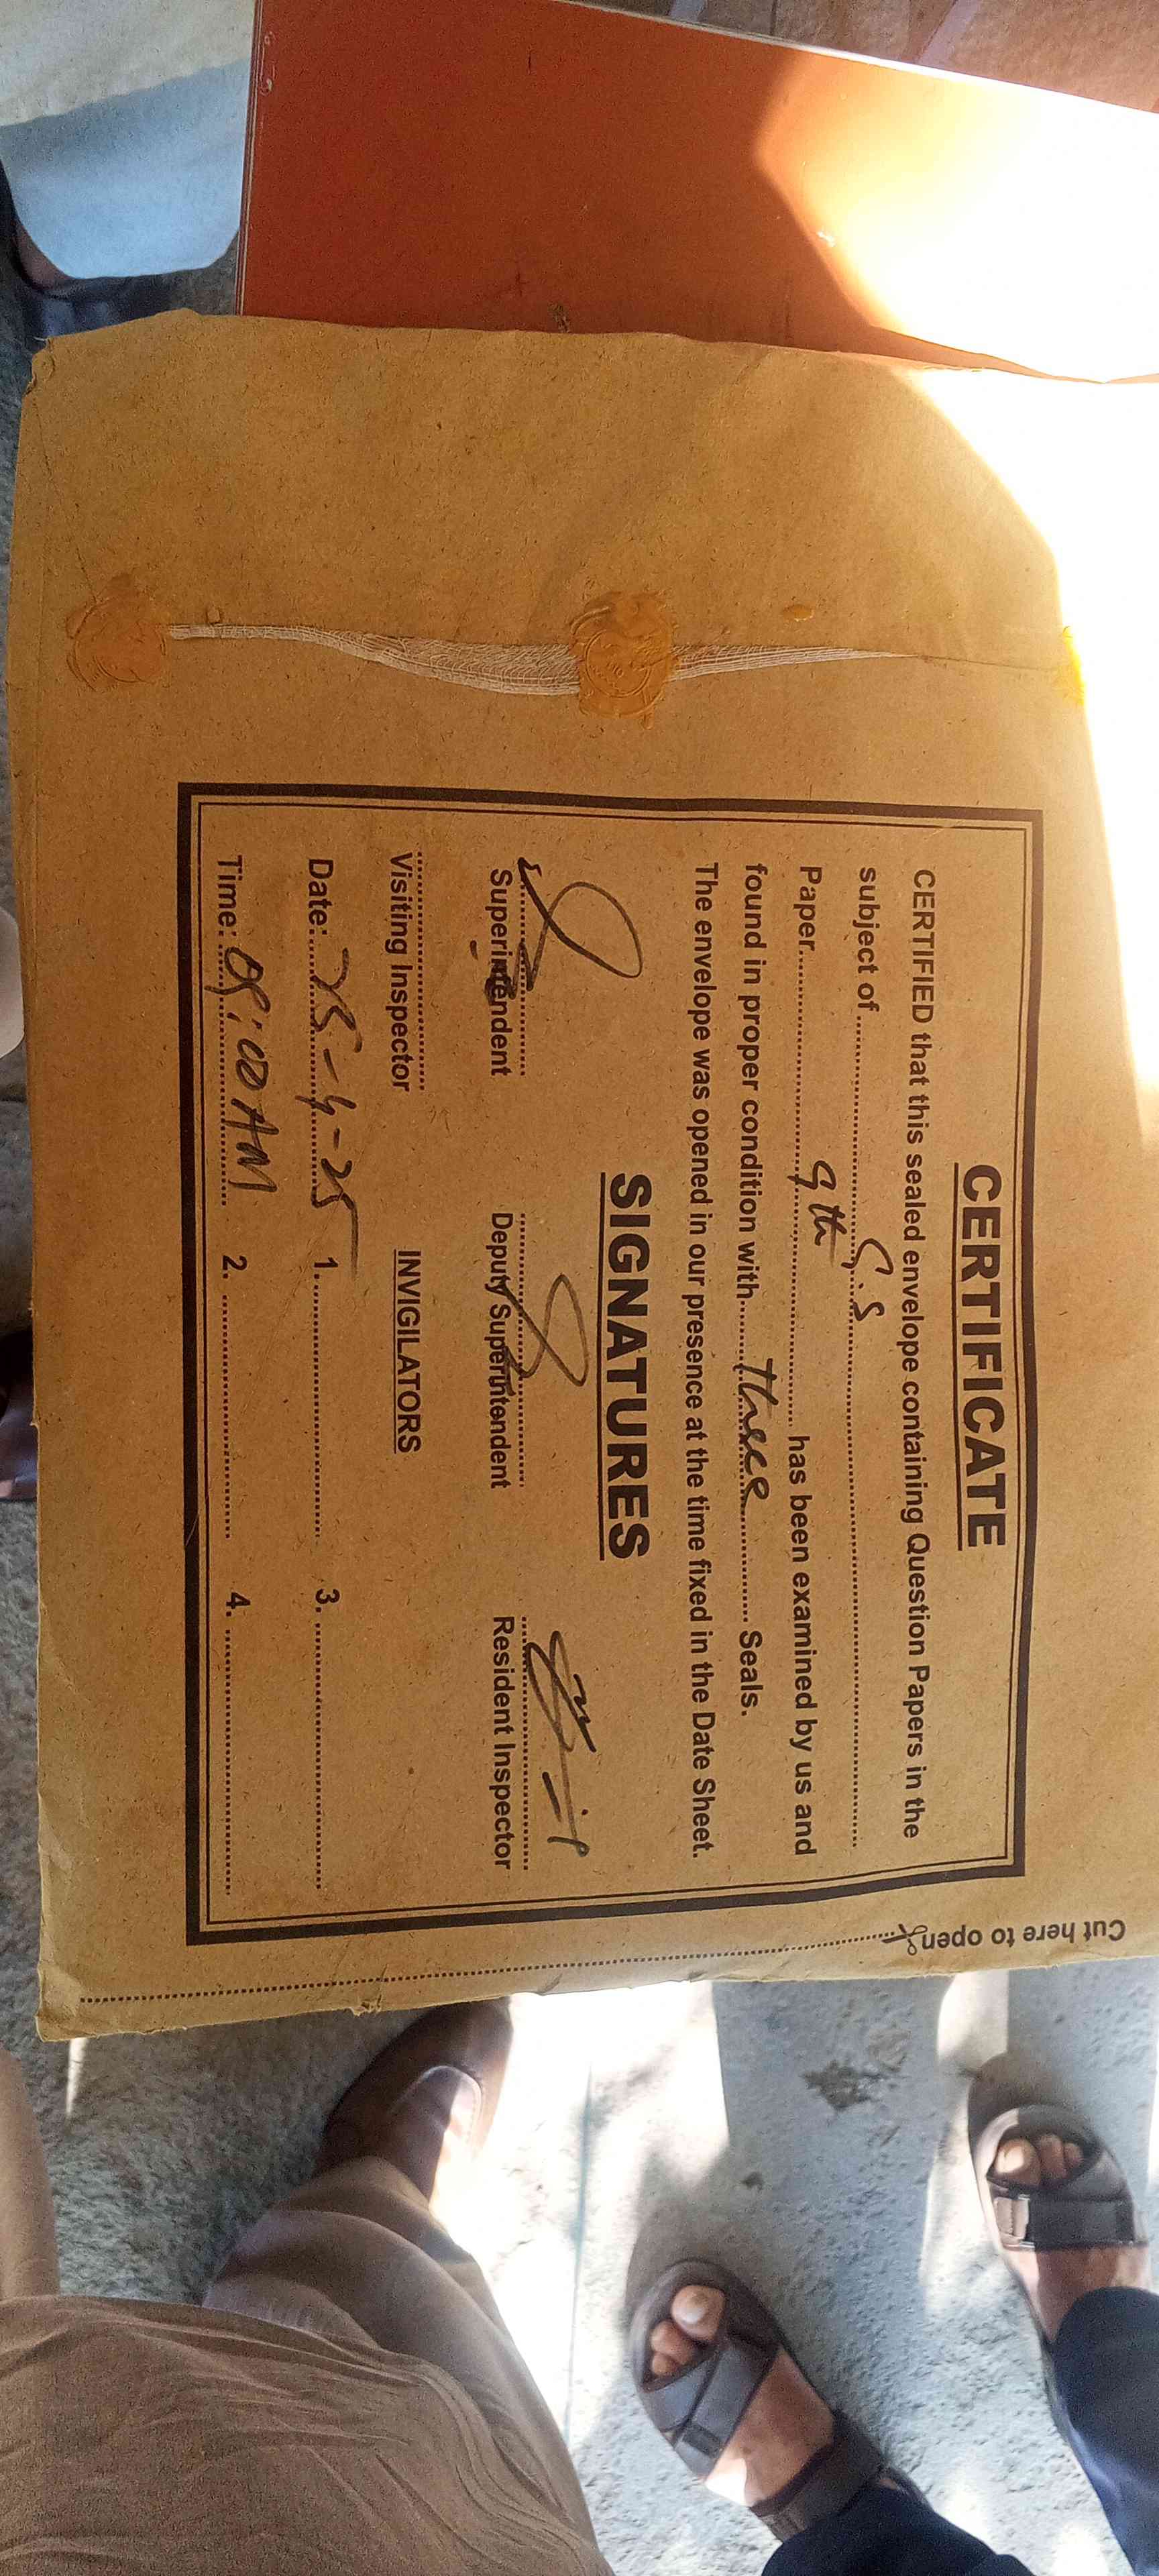 CERTIFICATE
CERTIFIED that this sealed envelope containing Question Papers in the
subject of .......... G.S ..........
Paper.......... 9th .......... has been examined by us and
found in proper condition with....... Three .......... Seals.
The envelope was opened in our presence at the time fixed in the Date Sheet.
SIGNATURES
Superintendent Deputy Superintendent Resident Inspector
Visiting Inspector INVIGILATORS
Date: 25-4-25 1. .......... 3. ..........
Time: 08:00 AM 2. .......... 4. ..........
Cut here to open